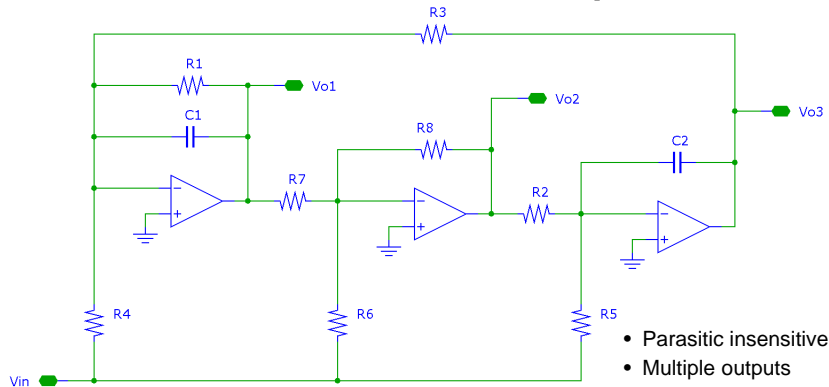 R3
R1
Vo1
C1
Vo2
Vo3
R8
C2
R7
R2
R4
R6
R5
Vin
• Parasitic insensitive
• Multiple outputs